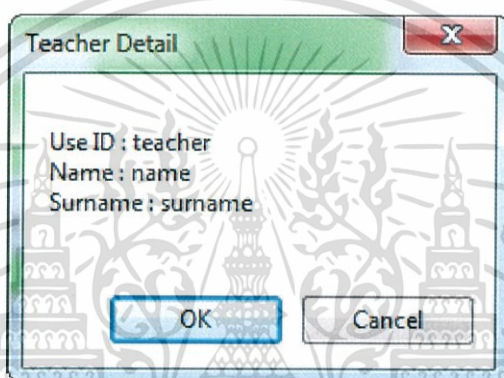 Teacher Detail
Use ID : teacher
Name : name
Surname : surname
OK
Cancel